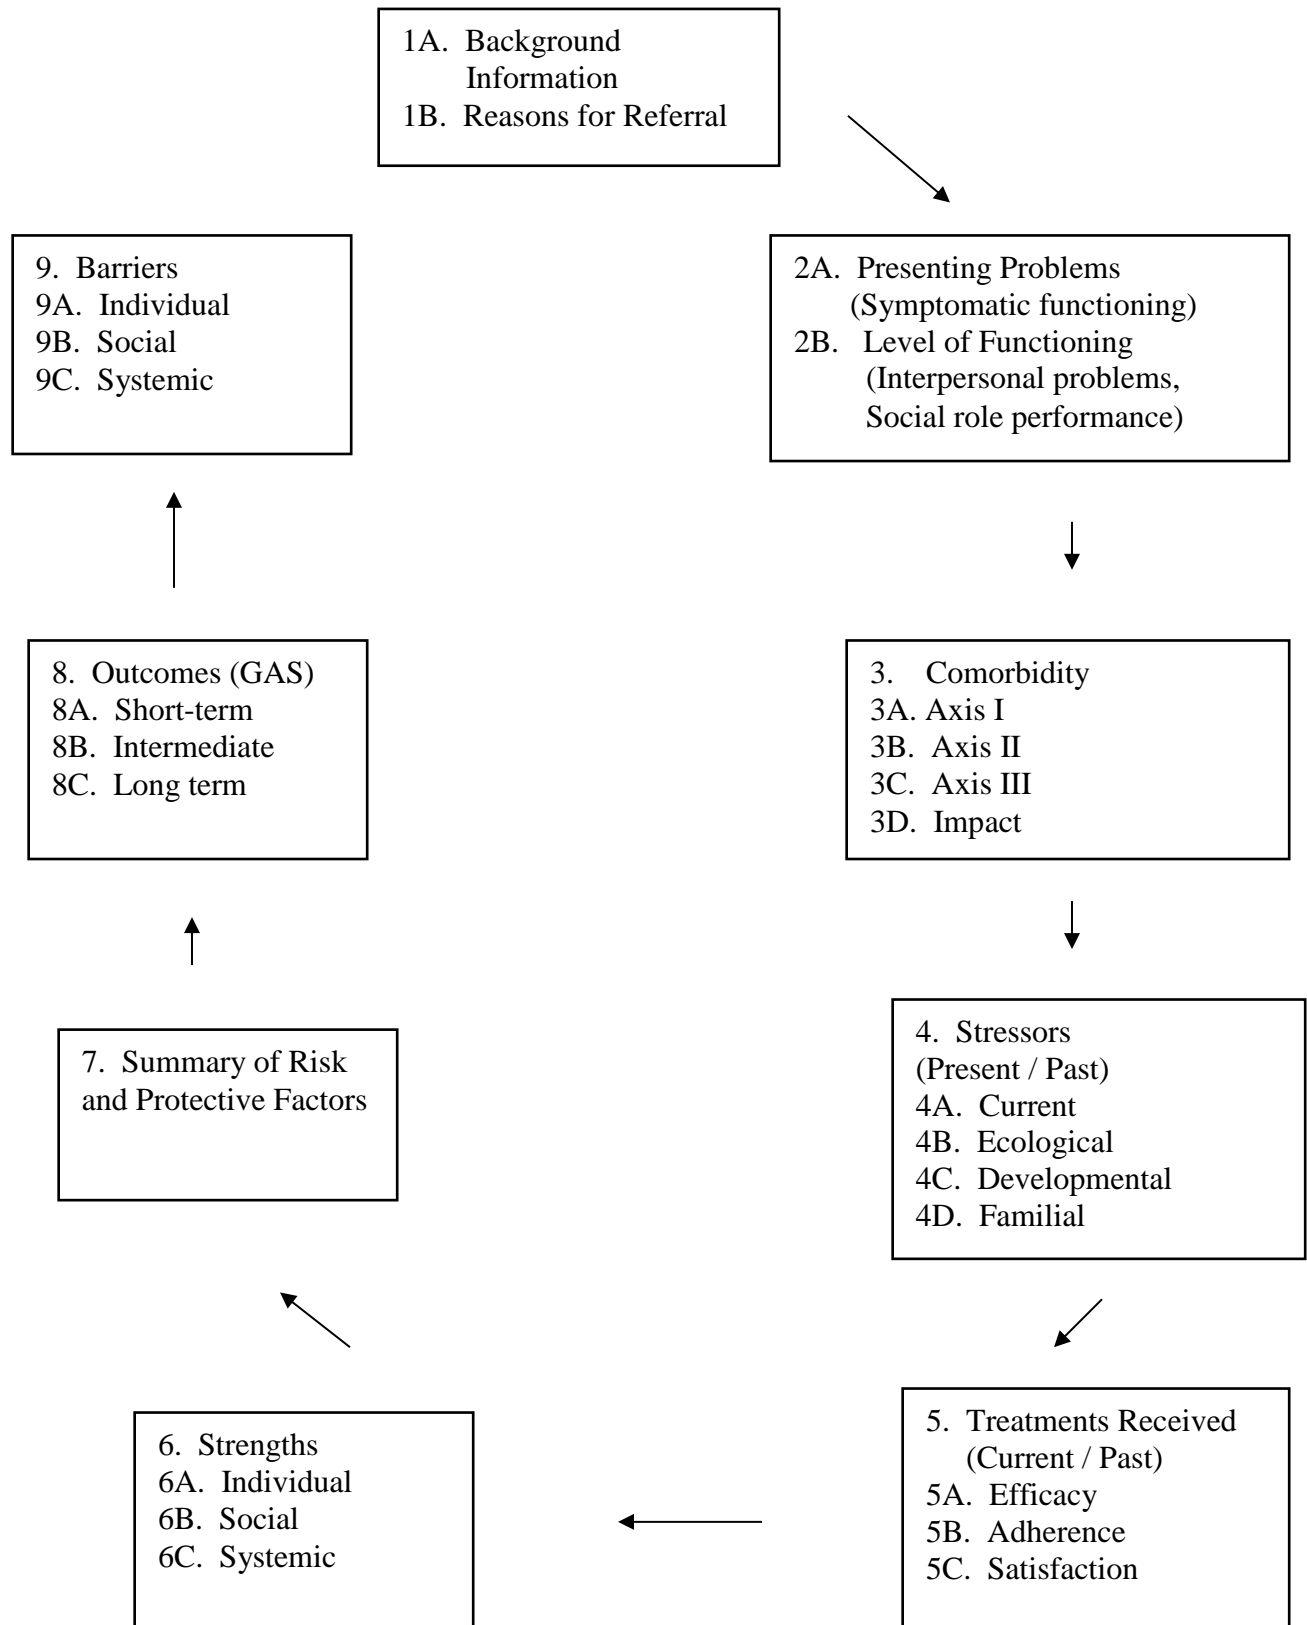 1A. Background
Information
1B. Reasons for Referral
2A. Presenting Problems
(Symptomatic functioning)
2B. Level of Functioning
(Interpersonal problems,
Social role performance)
3. Comorbidity
3A. Axis I
3B. Axis II
3C. Axis III
3D. Impact
4. Stressors
(Present / Past)
4A. Current
4B. Ecological
4C. Developmental
4D. Familial
5. Treatments Received
(Current / Past)
5A. Efficacy
5B. Adherence
5C. Satisfaction
6. Strengths
6A. Individual
6B. Social
6C. Systemic
7. Summary of Risk
and Protective Factors
8. Outcomes (GAS)
8A. Short-term
8B. Intermediate
8C. Long term
9. Barriers
9A. Individual
9B. Social
9C. Systemic